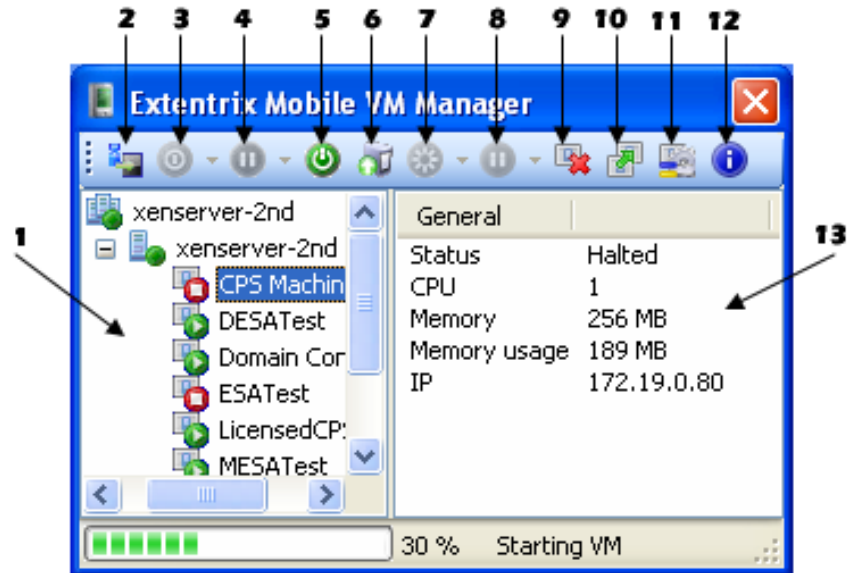 2 3 4 5 6 7 8 9 10 11 12
Extentrix Mobile VM Manager
1
xenserver-2nd
xenserver-2nd
CPS Machin
DESATest
Domain Cor
ESATest
LicensedCP
MESATest
General
Status Halted
CPU 1
Memory 256 MB
Memory usage 189 MB
IP 172.19.0.80
13
30 % Starting VM